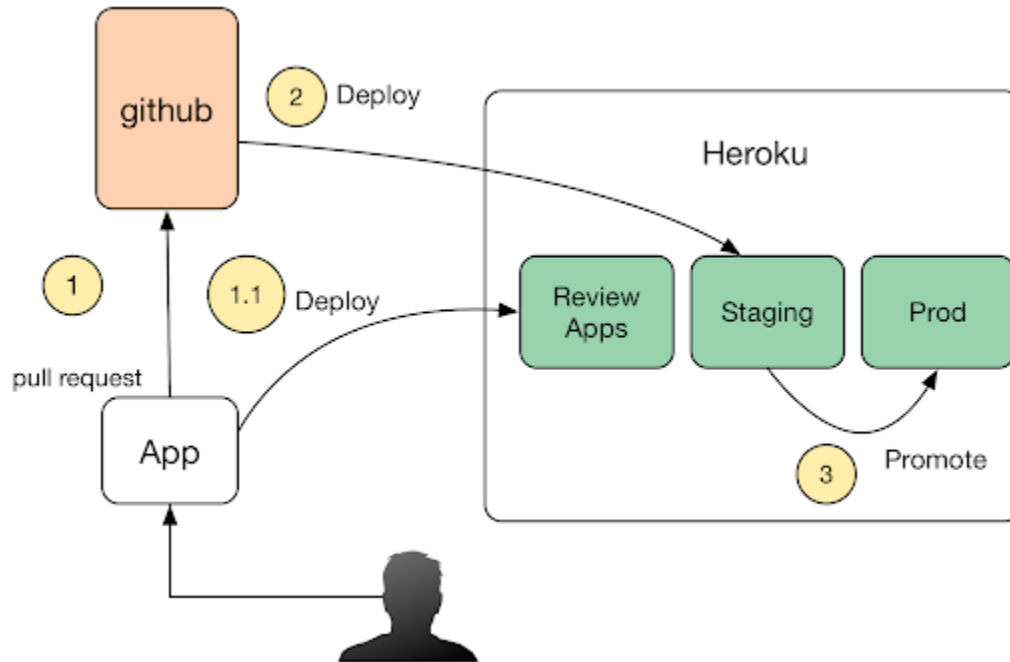 github
2 Deploy
Heroku
1
1.1 Deploy
Review
Apps
Staging
Prod
pull request
App
3 Promote